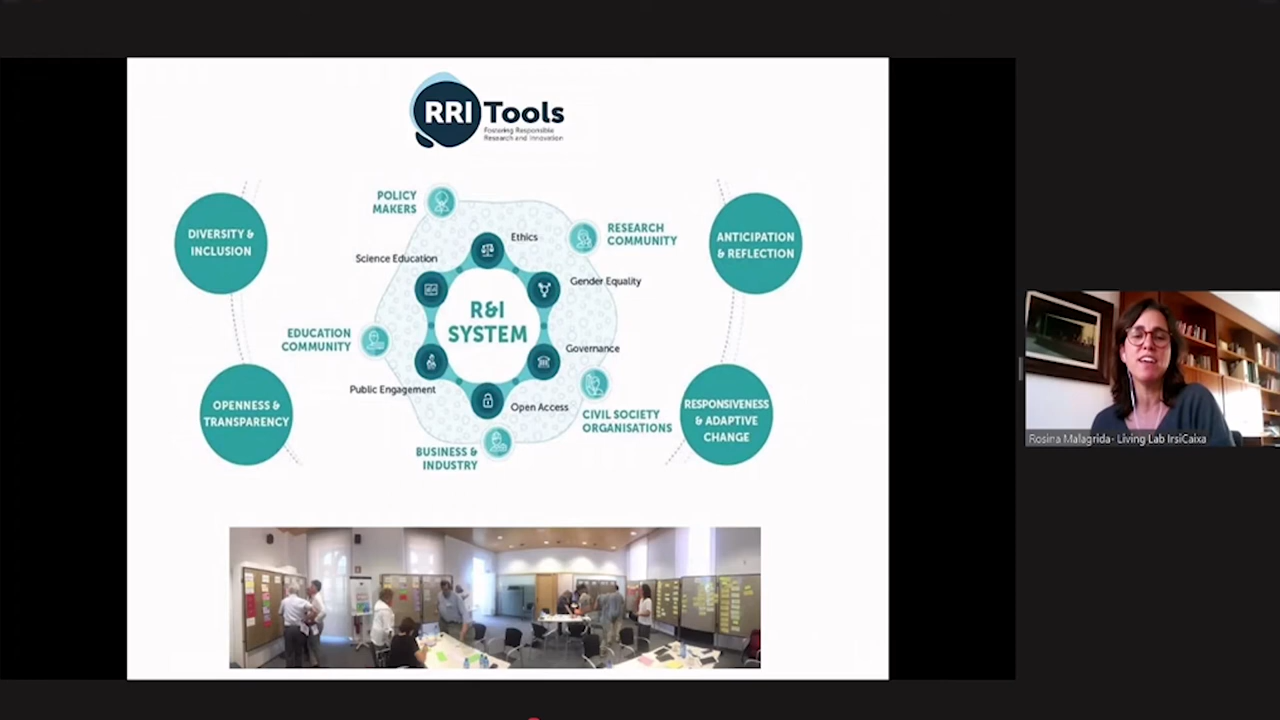 RRI Tools
Fostering Responsible
Research and Innovation
POLICY
MAKERS
RESEARCH
COMMUNITY
DIVERSITY &
INCLUSION
ANTICIPATION
& REFLECTION
Ethics
Science Education
Gender Equality
R&I
SYSTEM
EDUCATION
COMMUNITY
Governance
Public Engagement
Open Access
OPENNESS &
TRANSPARENCY
CIVIL SOCIETY
ORGANISATIONS
RESPONSIVENESS
& ADAPTIVE
CHANGE
BUSINESS &
INDUSTRY
Rosina Malagrida- Living Lab IrsiCaixa